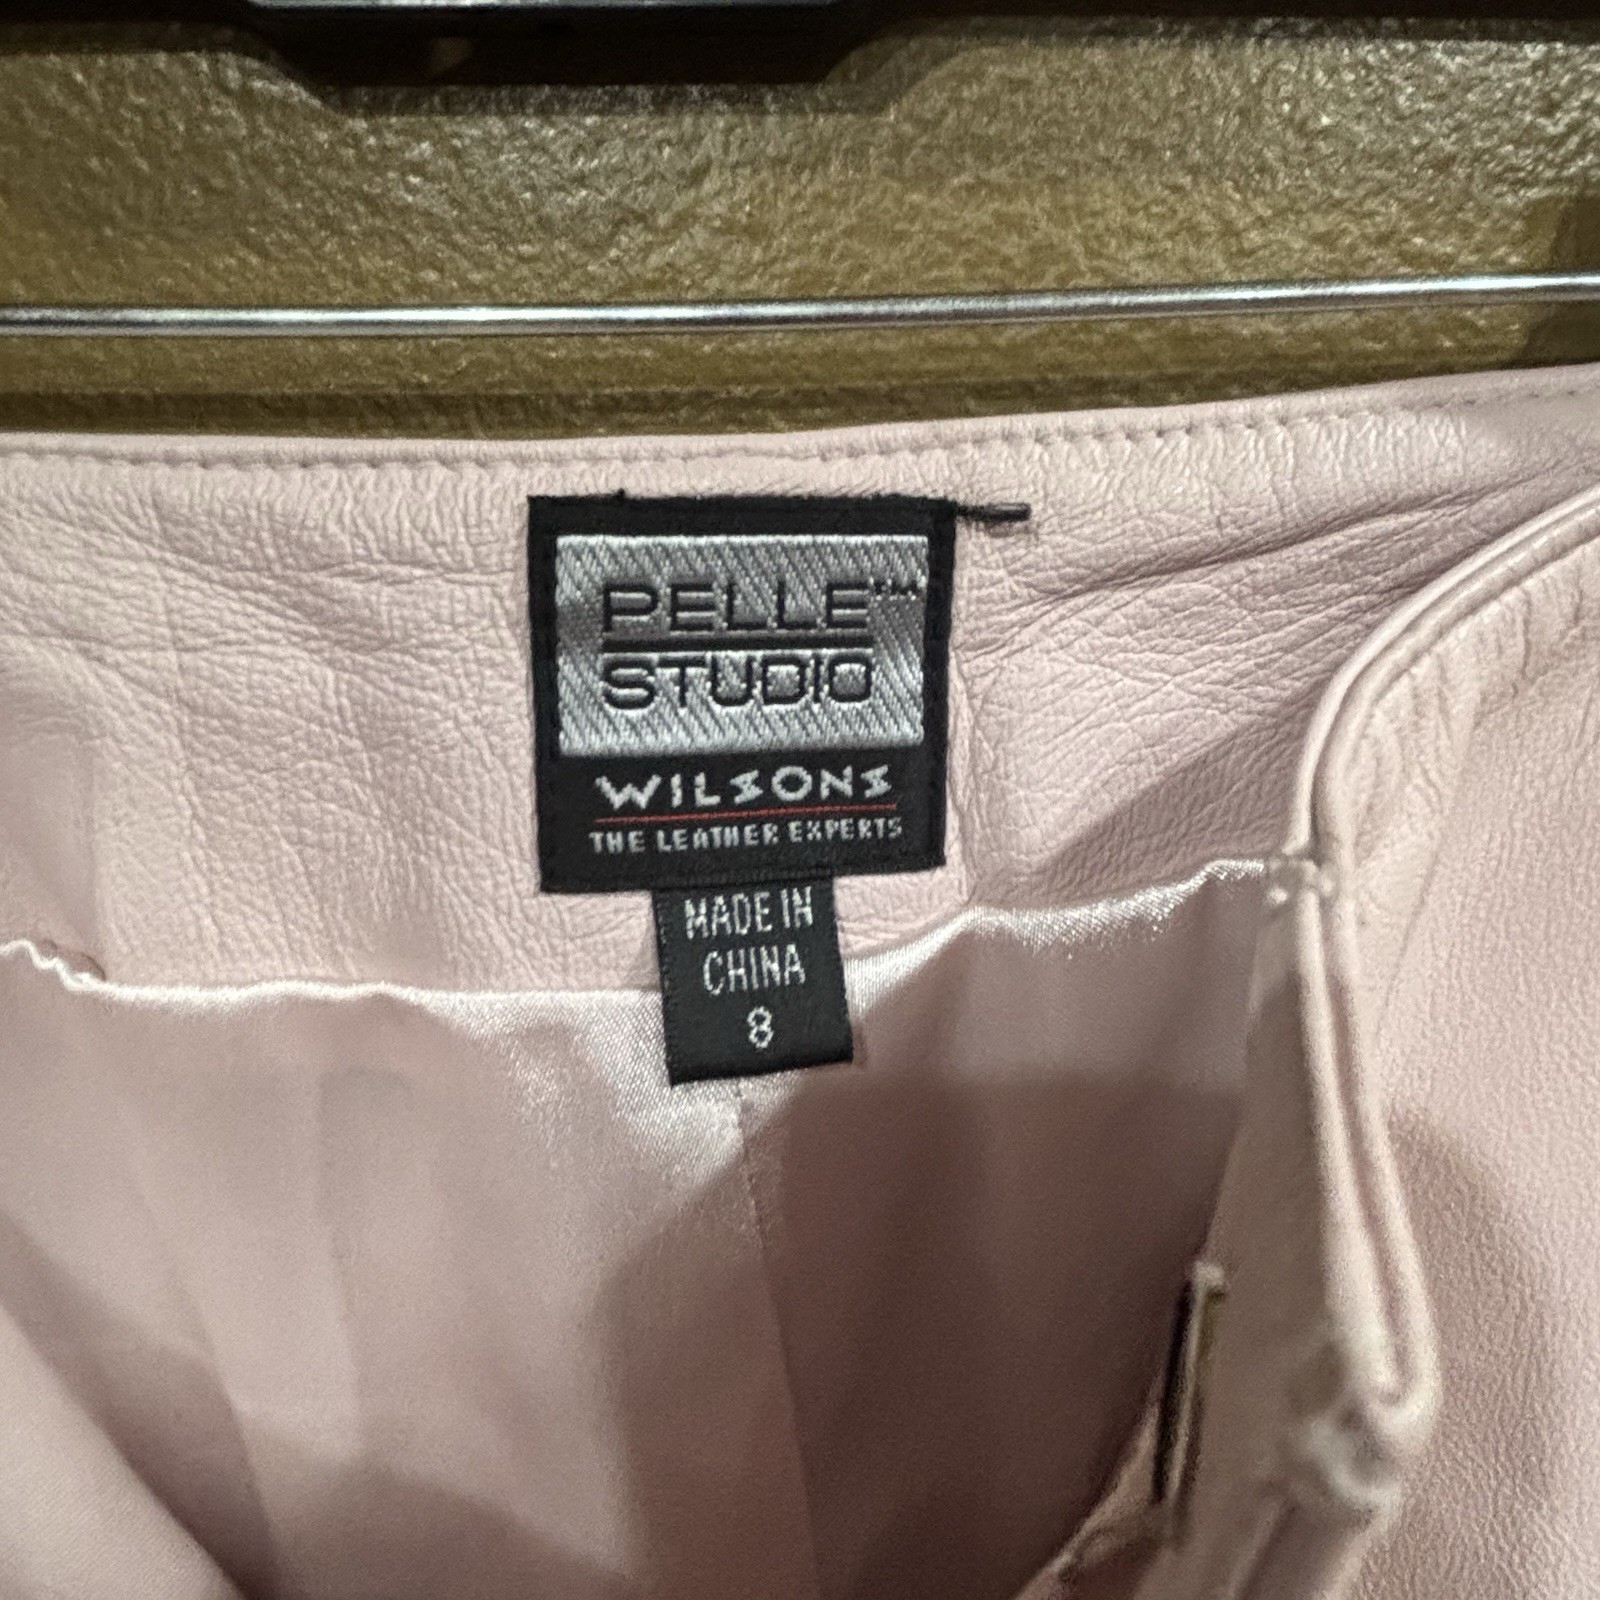 PELLE™
STUDIO
WILSONS
THE LEATHER EXPERTS
MADE IN
CHINA
8